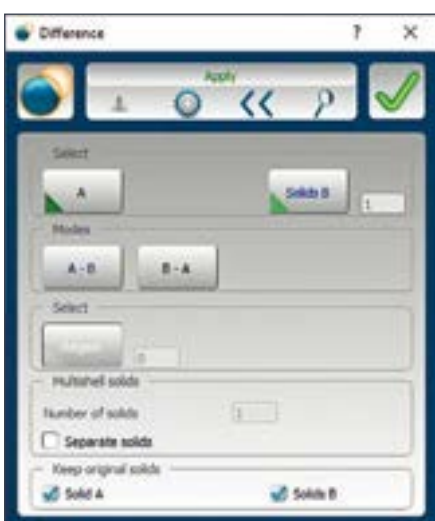 Difference ? ×
Apply
Select
A Solids B 1
Modes
A - B B - A
Select
0
Multishell solids
Number of solids 1
Separate solids
Keep original solids
Solid A Solids B